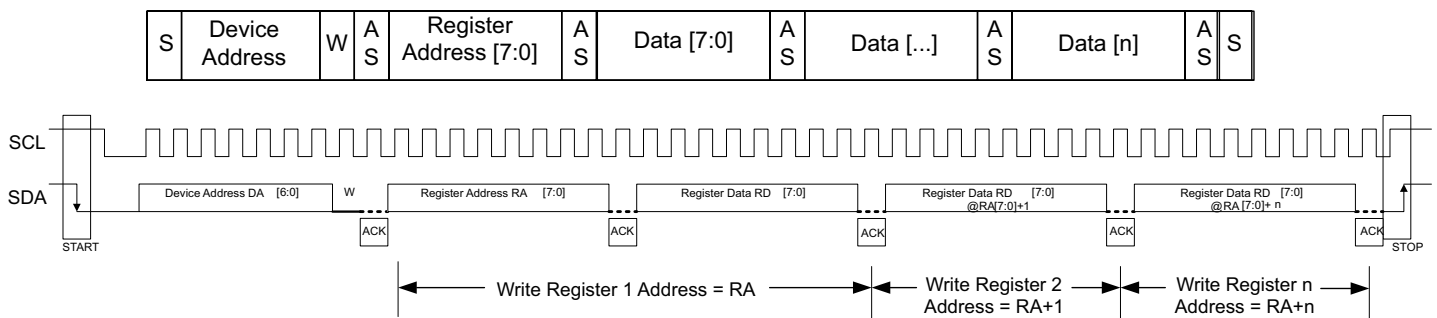 S
Device
Address
W
A
S
Register
Address [7:0]
A
S
Data [7:0]
A
S
Data [...]
A
S
Data [n]
A
S
S
SCL
SDA
Device Address DA [6:0]
W
Register Address RA [7:0]
Register Data RD [7:0]
Register Data RD [7:0]
@RA[7:0]+1
Register Data RD [7:0]
@RA [7:0]+ n
ACK
ACK
ACK
ACK
ACK
START
STOP
Write Register 1 Address = RA
Write Register 2
Address = RA+1
Write Register n
Address = RA+n